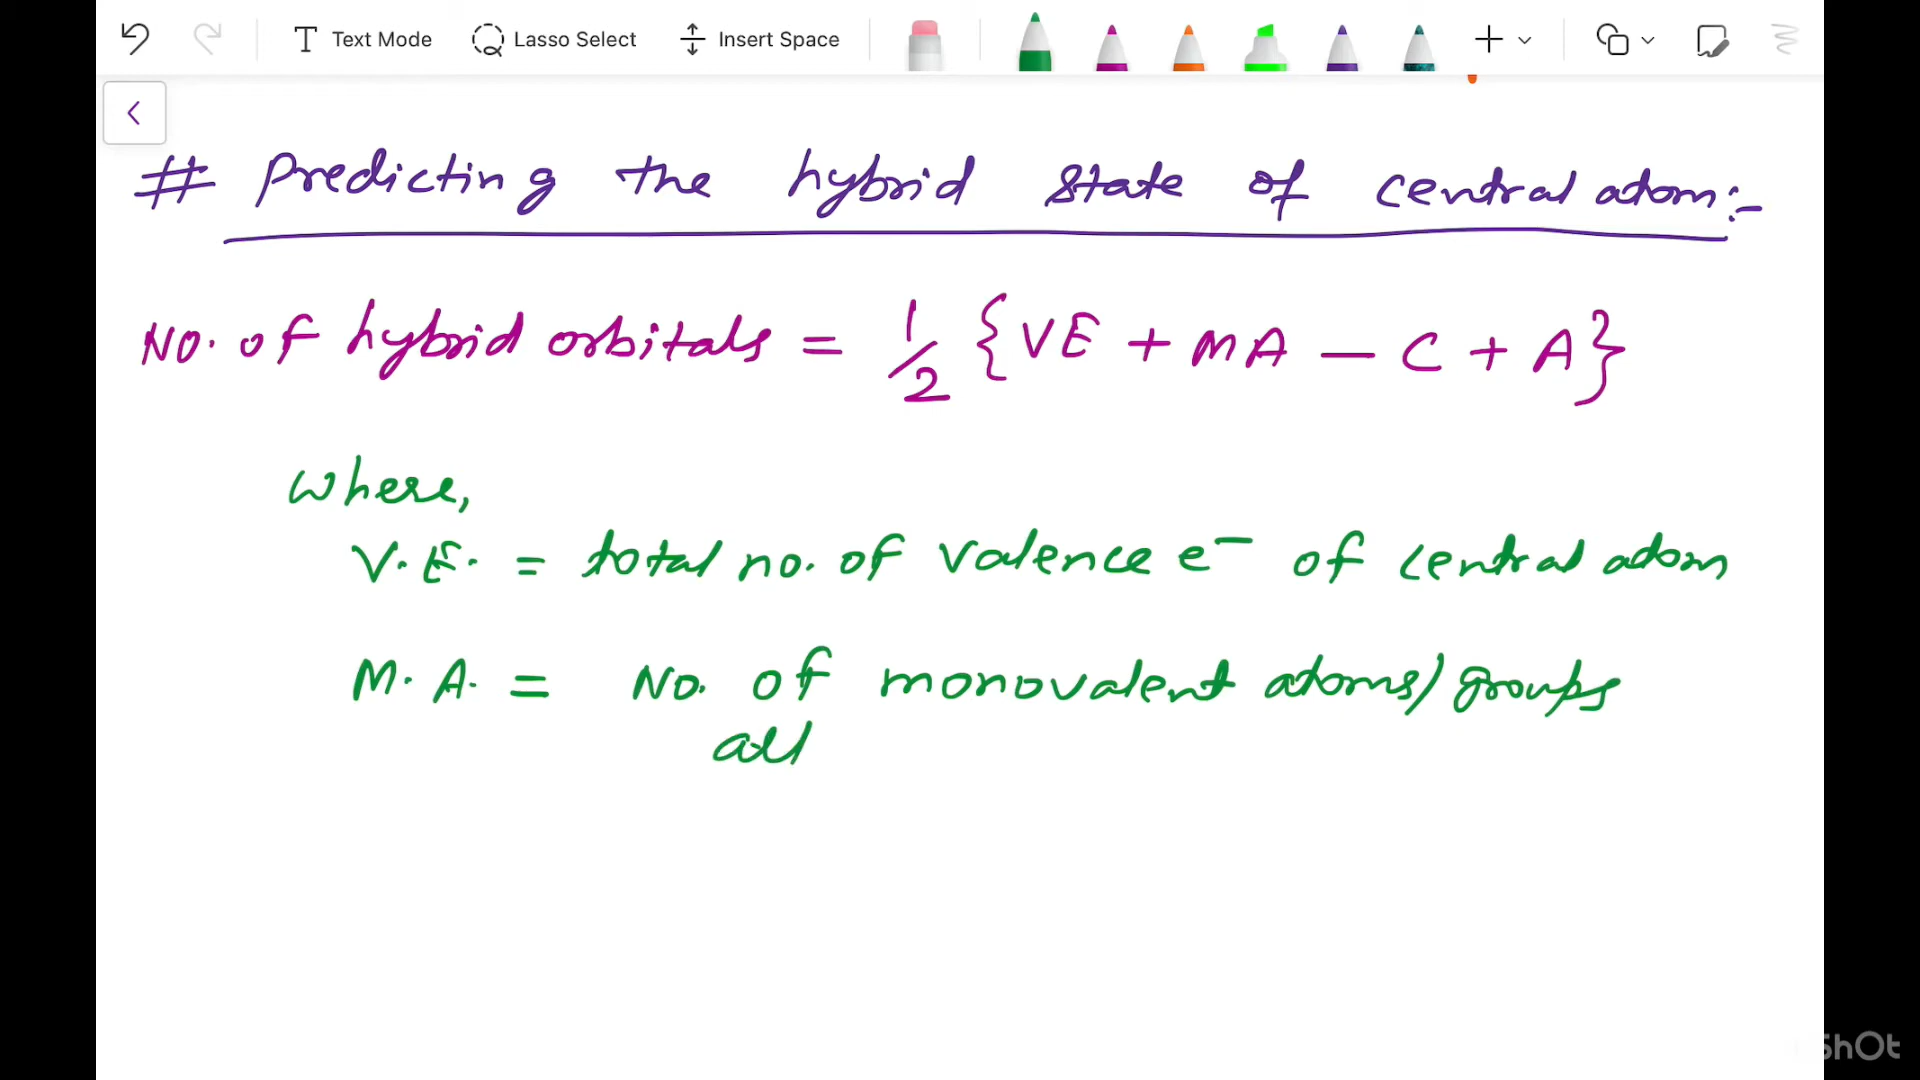 Text Mode Lasso Select Insert Space
# Predicting the hybrid state of central atom:-
No. of hybrid orbitals = 1/2 {VE + MA - C + A}
where,
V.E. = total no. of valence e⁻ of central atom
M.A. = No. of monovalent atoms/groups
all
hOt